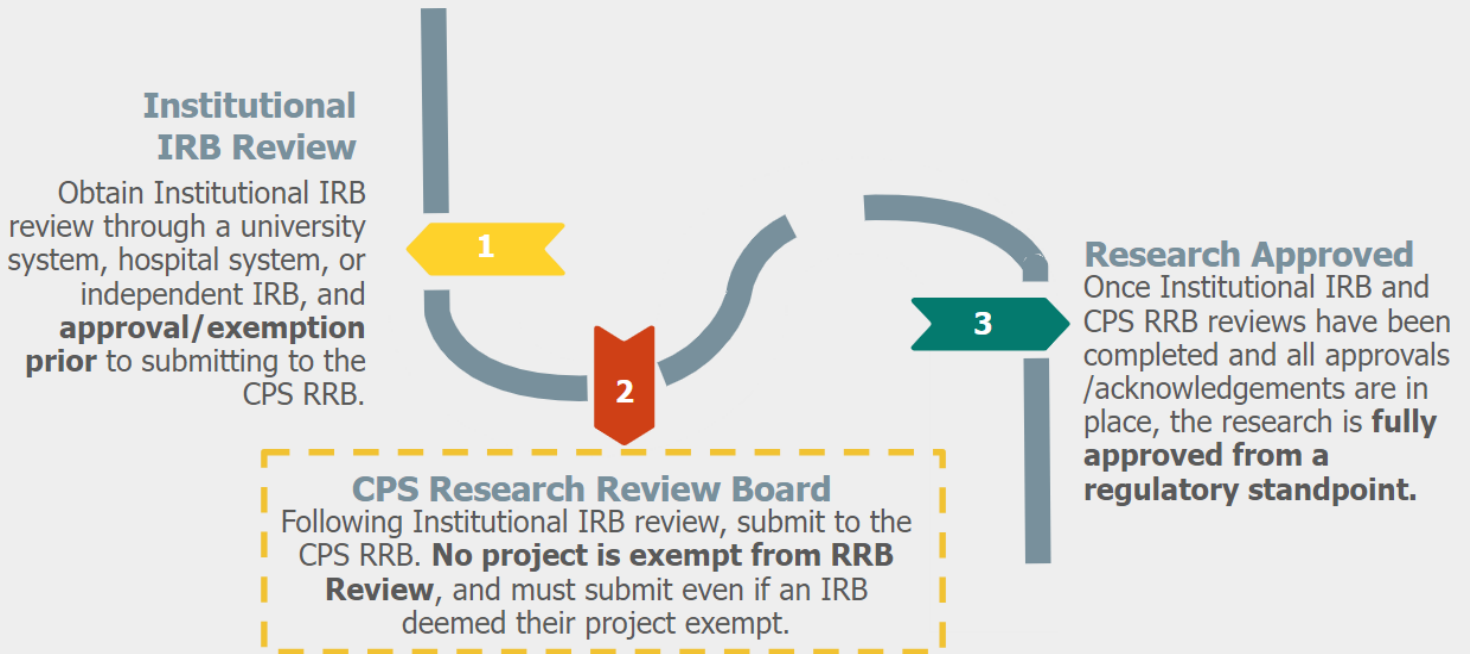 Institutional
IRB Review
Obtain Institutional IRB
review through a university
system, hospital system, or
independent IRB, and
approval/exemption
prior to submitting to the
CPS RRB.
1
2
CPS Research Review Board
Following Institutional IRB review, submit to the
CPS RRB. No project is exempt from RRB
Review, and must submit even if an IRB
deemed their project exempt.
3
Research Approved
Once Institutional IRB and
CPS RRB reviews have been
completed and all approvals
/acknowledgements are in
place, the research is fully
approved from a
regulatory standpoint.